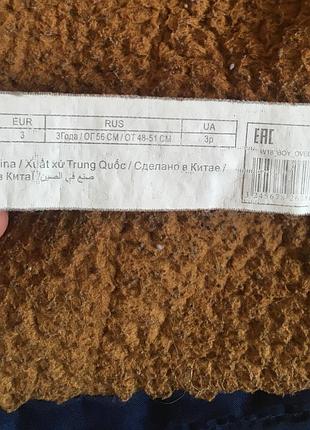 EUR RUS UA
3 3Года / ОГ 56 СМ / ОТ 48-51 СМ 3р
ina / Xuất xứ Trung Quốc / Сделано в Китае /
в Китаї /صنع في الصين
EAC